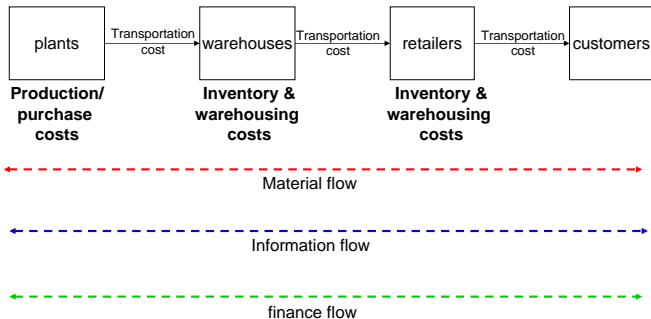 plants
Transportation
cost
warehouses
Transportation
cost
retailers
Transportation
cost
customers
Production/
purchase
costs
Inventory &
warehousing
costs
Inventory &
warehousing
costs
Material flow
Information flow
finance flow